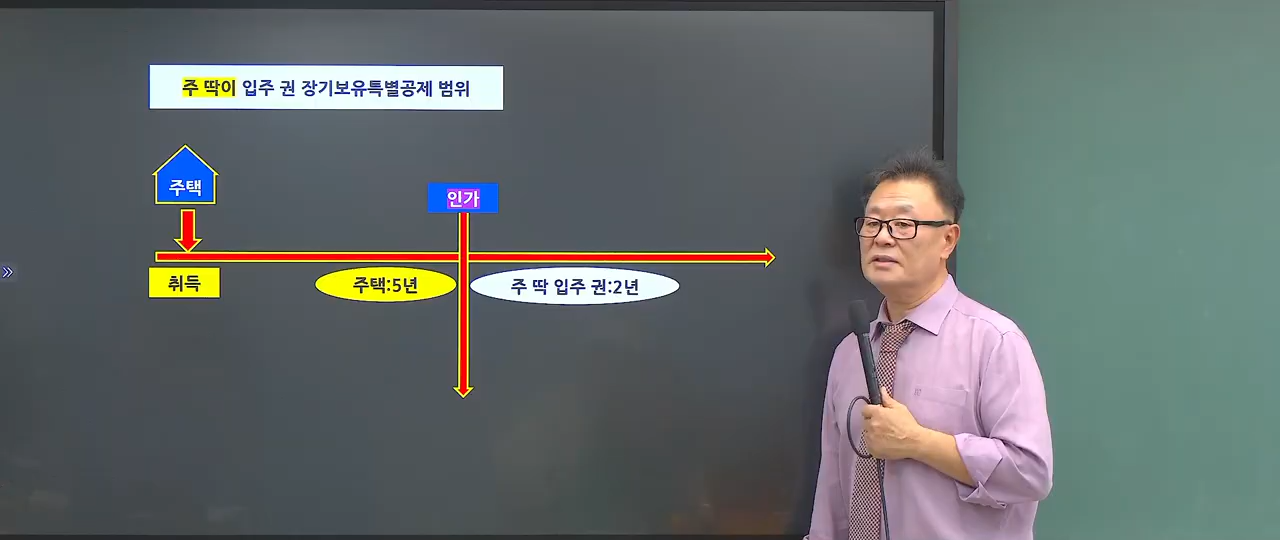 주 딱이 입주 권 장기보유특별공제 범위
주택
인가
취득
주택:5년
주 딱 입주 권:2년